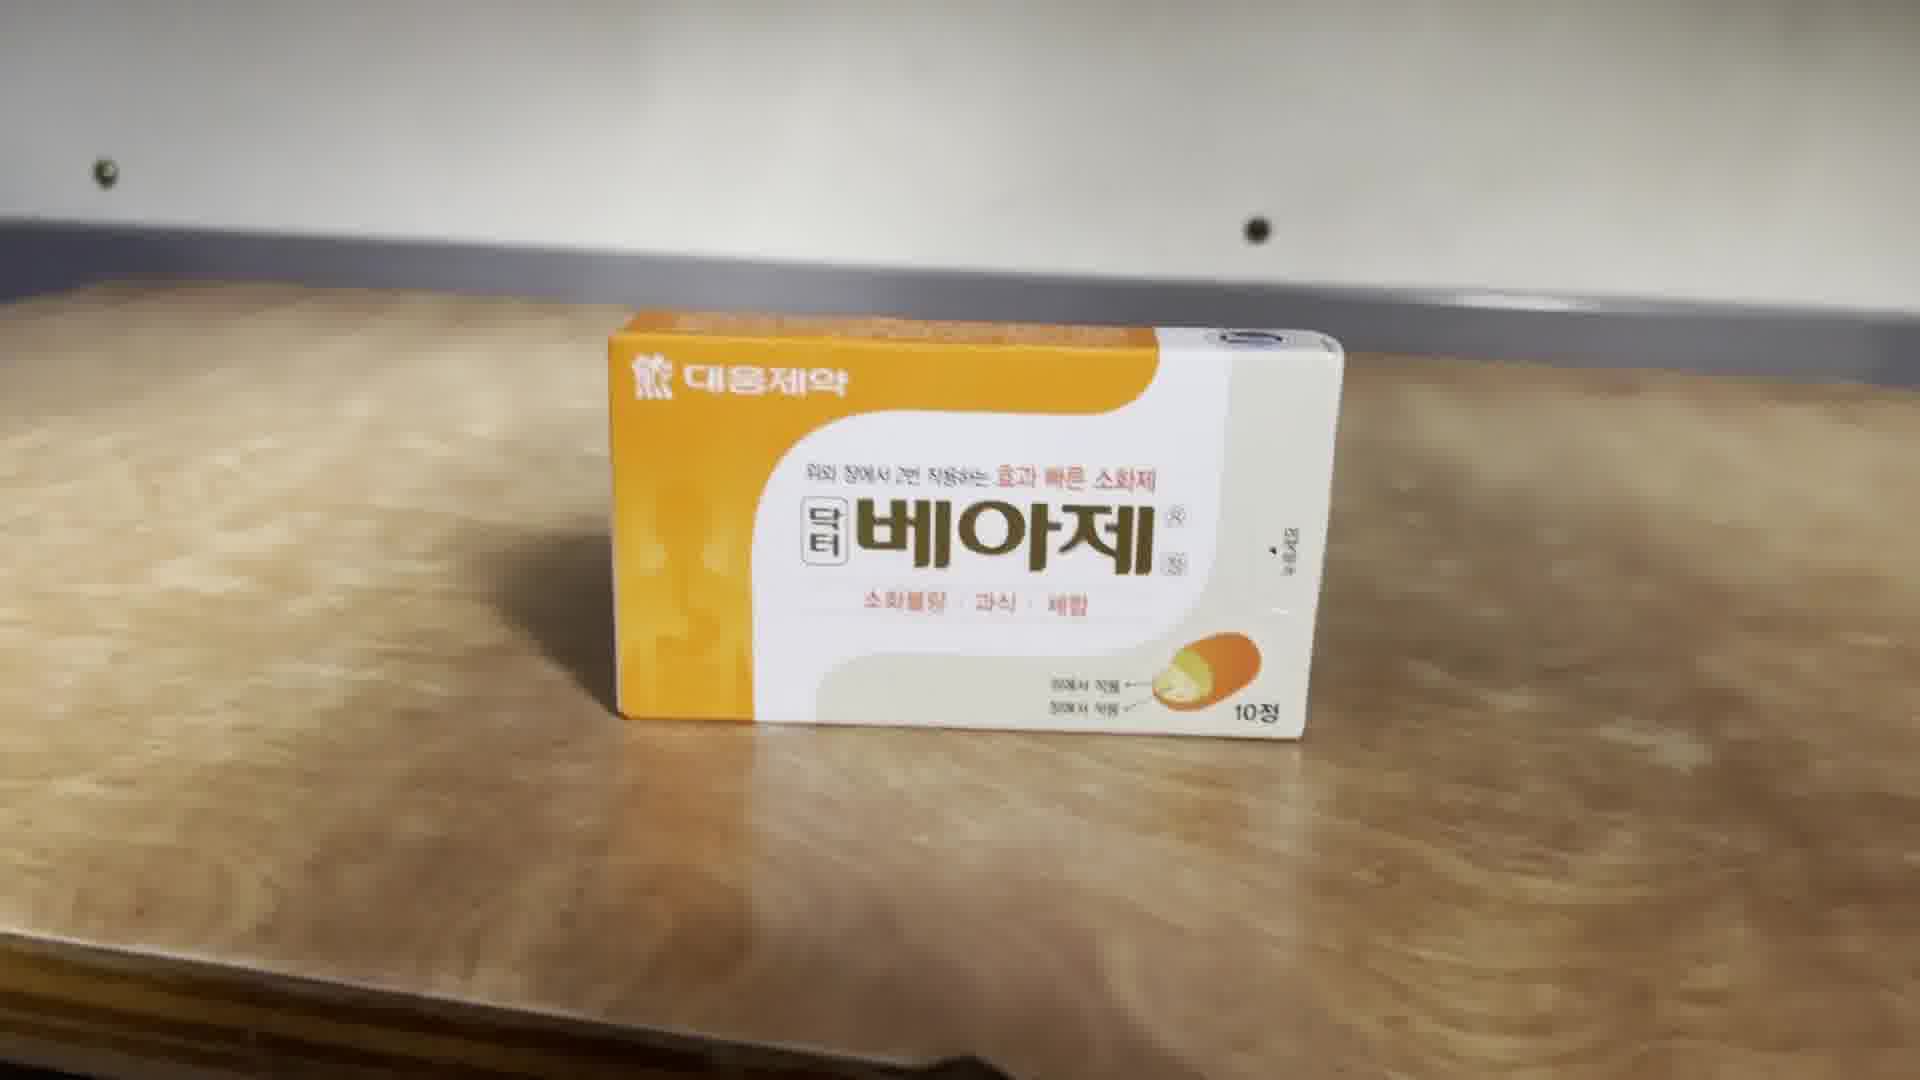 대웅제약
위와 장에서 2번 작용하는 효과 빠른 소화제
닥터 베아제 ®
정
소화불량 · 과식 · 체함
위에서 작용
장에서 작용
10정